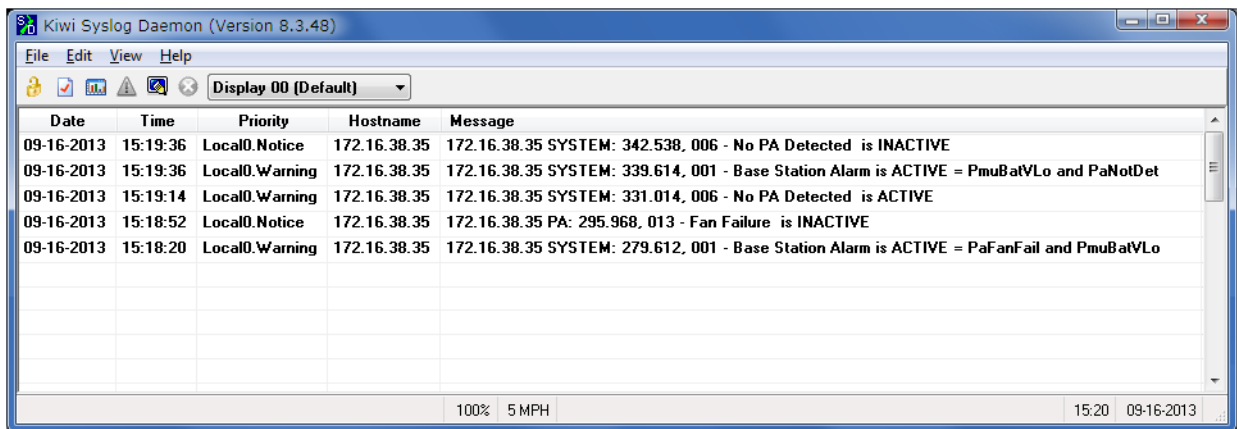 Kiwi Syslog Daemon (Version 8.3.48)
File Edit View Help
Display 00 (Default)
Date Time Priority Hostname Message
09-16-2013 15:19:36 Local0.Notice 172.16.38.35 172.16.38.35 SYSTEM: 342.538, 006 - No PA Detected is INACTIVE
09-16-2013 15:19:36 Local0.Warning 172.16.38.35 172.16.38.35 SYSTEM: 339.614, 001 - Base Station Alarm is ACTIVE = PmuBatVLo and PaNotDet
09-16-2013 15:19:14 Local0.Warning 172.16.38.35 172.16.38.35 SYSTEM: 331.014, 006 - No PA Detected is ACTIVE
09-16-2013 15:18:52 Local0.Notice 172.16.38.35 172.16.38.35 PA: 295.968, 013 - Fan Failure is INACTIVE
09-16-2013 15:18:20 Local0.Warning 172.16.38.35 172.16.38.35 SYSTEM: 279.612, 001 - Base Station Alarm is ACTIVE = PaFanFail and PmuBatVLo
100% 5 MPH 15:20 09-16-2013